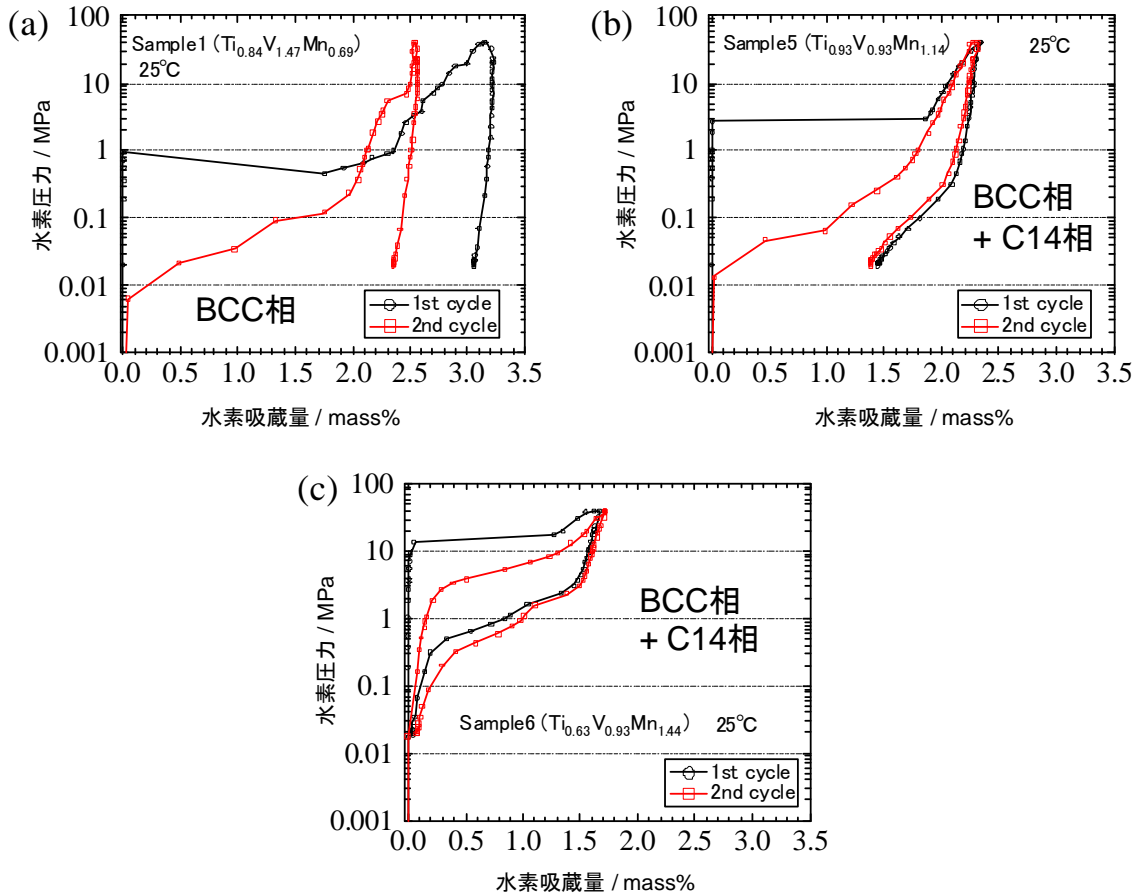 (a)
100
10
1
0.1
0.01
0.001
水素圧力 / MPa
Sample1 (Ti0.84V1.47Mn0.69)
25℃
BCC相
1st cycle
2nd cycle
0.0 0.5 1.0 1.5 2.0 2.5 3.0 3.5
水素吸蔵量 / mass%
(b)
100
10
1
0.1
0.01
0.001
水素圧力 / MPa
Sample5 (Ti0.93V0.93Mn1.14) 25℃
BCC相
+ C14相
1st cycle
2nd cycle
0.0 0.5 1.0 1.5 2.0 2.5 3.0 3.5
水素吸蔵量 / mass%
(c)
100
10
1
0.1
0.01
0.001
水素圧力 / MPa
BCC相
+ C14相
Sample6 (Ti0.63V0.93Mn1.44) 25℃
1st cycle
2nd cycle
0.0 0.5 1.0 1.5 2.0 2.5 3.0 3.5
水素吸蔵量 / mass%